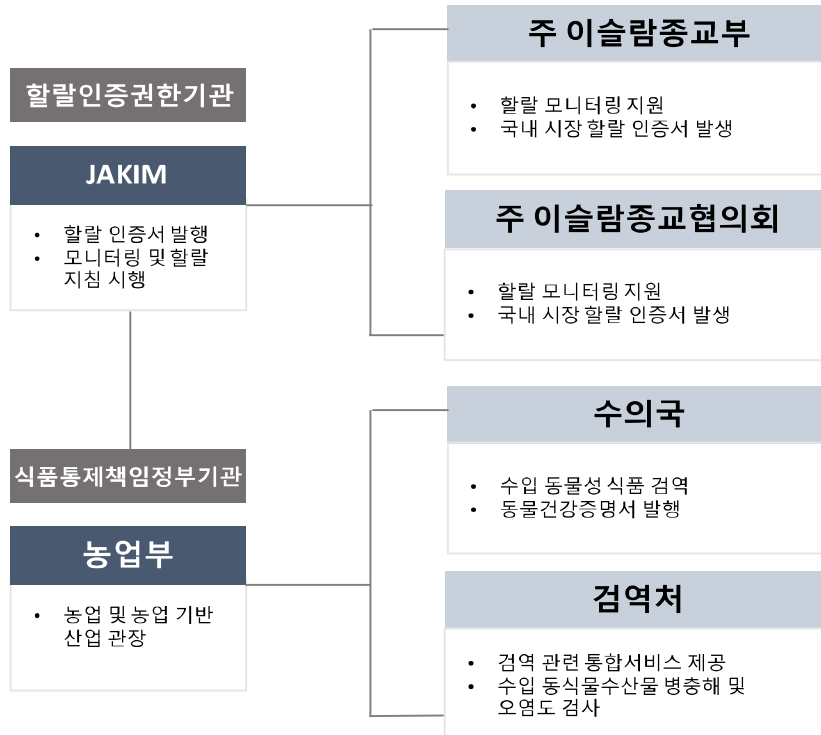 할랄인증권한기관
JAKIM
• 할랄 인증서 발행
• 모니터링 및 할랄
지침 시행
주 이슬람종교부
• 할랄 모니터링 지원
• 국내 시장 할랄 인증서 발생
주 이슬람종교협의회
• 할랄 모니터링 지원
• 국내 시장 할랄 인증서 발생
식품통제책임정부기관
농업부
• 농업 및 농업 기반
산업 관장
수의국
• 수입 동물성 식품 검역
• 동물건강증명서 발행
검역처
• 검역 관련 통합서비스 제공
• 수입 동식물수산물 병충해 및
오염도 검사